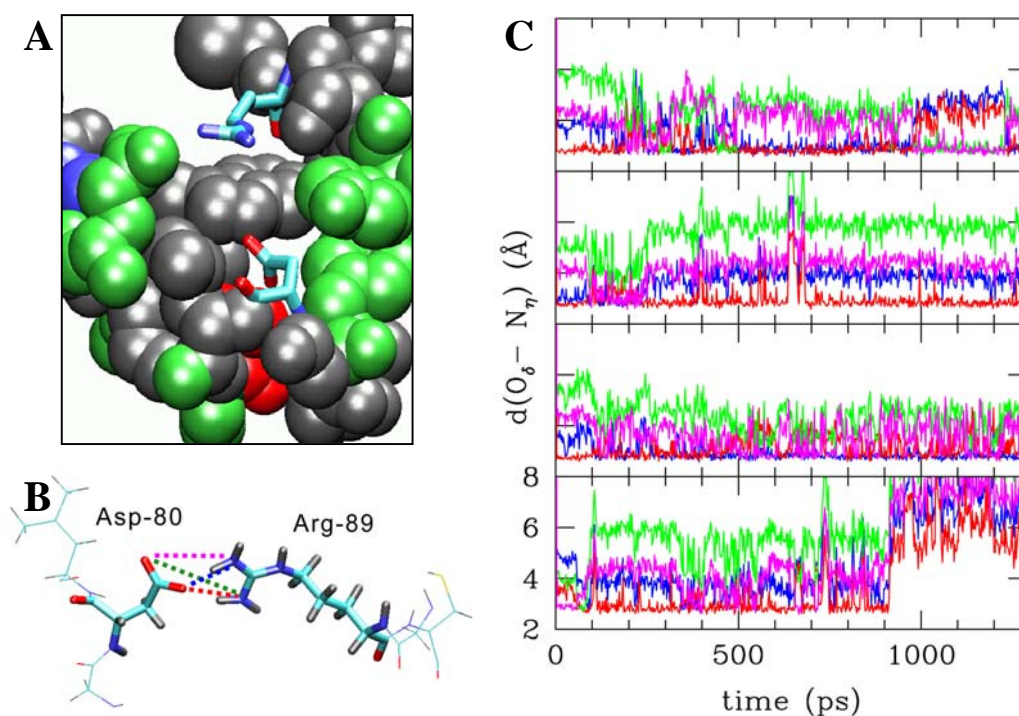 A
B
Asp-80
Arg-89
C
d(Oδ− Nη) (Å)
8
6
4
2
0
500
1000
time (ps)